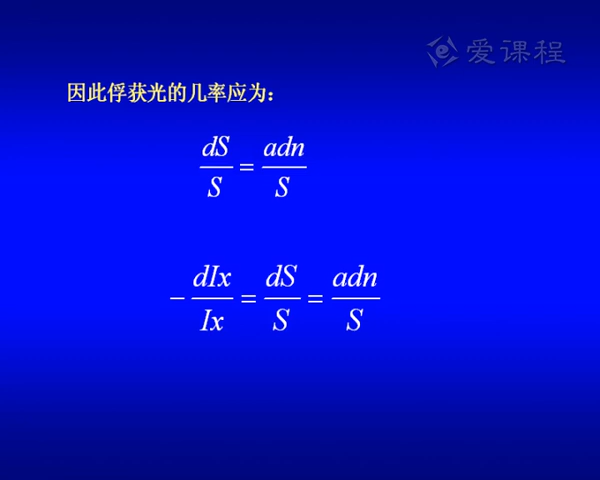 爱课程
因此俘获光的几率应为：
dS/S = adn/S
− dIx/Ix = dS/S = adn/S